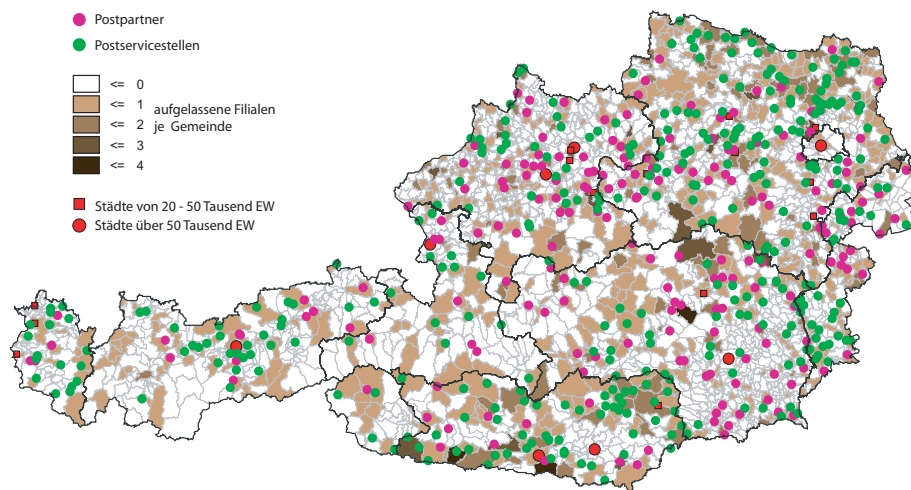 Postpartner
Postservicestellen
<= 0
<= 1
<= 2
<= 3
<= 4
aufgelassene Filialen
je Gemeinde
Städte von 20 - 50 Tausend EW
Städte über 50 Tausend EW